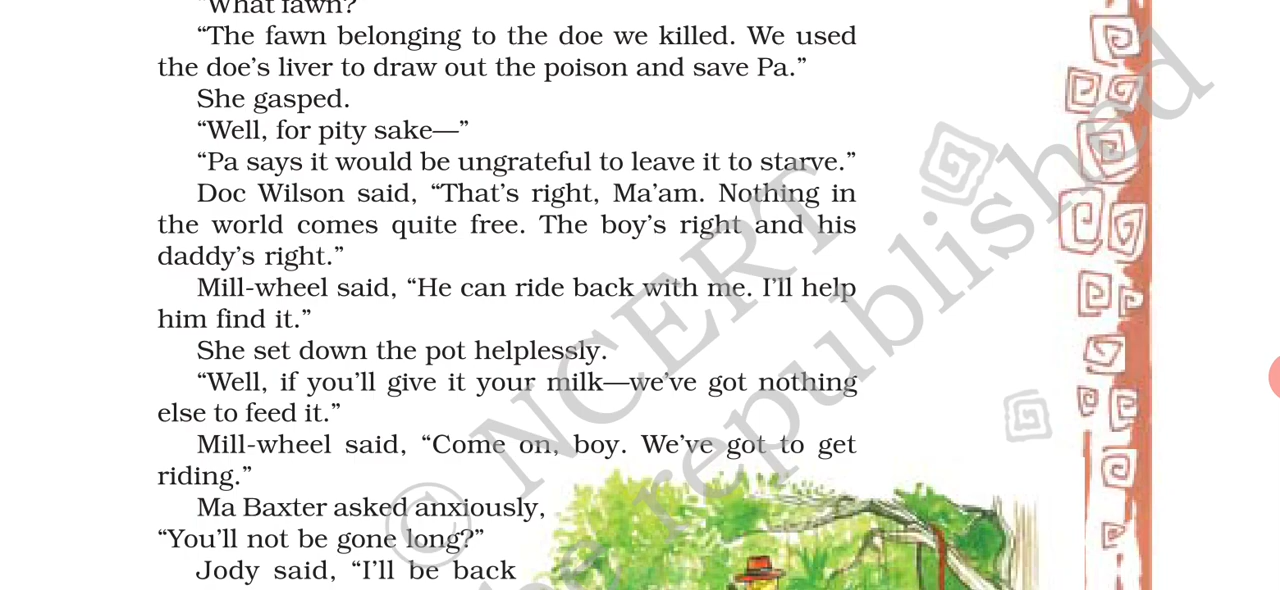 "What fawn?"
"The fawn belonging to the doe we killed. We used
the doe's liver to draw out the poison and save Pa."
She gasped.
"Well, for pity sake—"
"Pa says it would be ungrateful to leave it to starve."
Doc Wilson said, "That's right, Ma'am. Nothing in
the world comes quite free. The boy's right and his
daddy's right."
Mill-wheel said, "He can ride back with me. I'll help
him find it."
She set down the pot helplessly.
"Well, if you'll give it your milk—we've got nothing
else to feed it."
Mill-wheel said, "Come on, boy. We've got to get
riding."
Ma Baxter asked anxiously,
"You'll not be gone long?"
Jody said, "I'll be back
© NCERT
be republished